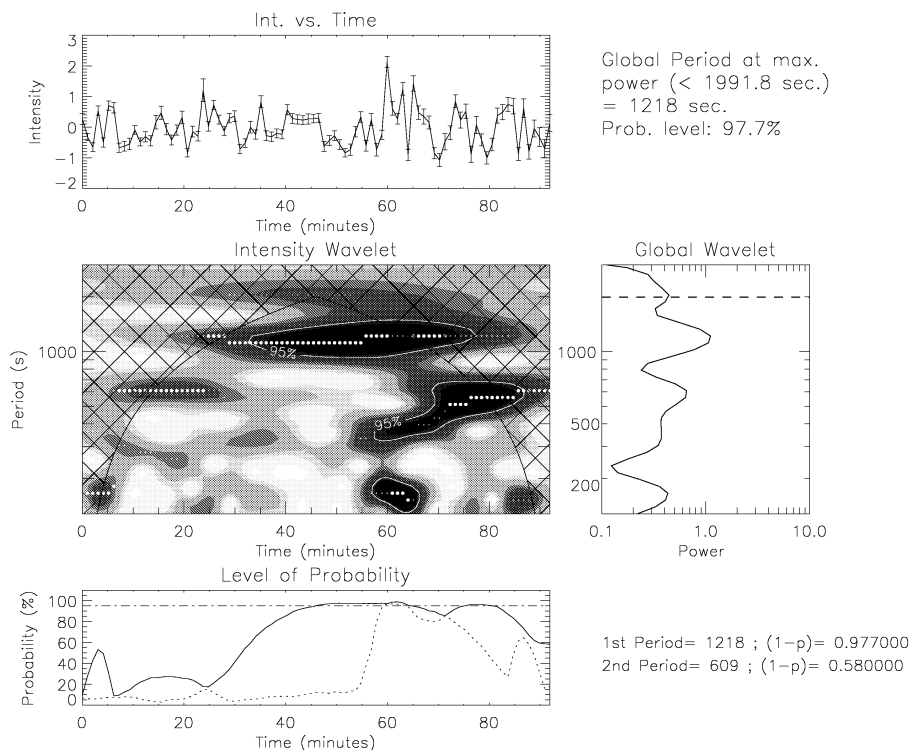 Int. vs. Time
3
2
1
0
−1
−2
Intensity
0 20 40 60 80
Time (minutes)
Global Period at max.
power (< 1991.8 sec.)
= 1218 sec.
Prob. level: 97.7%
Intensity Wavelet
1000
Period (s)
95%
95%
0 20 40 60 80
Time (minutes)
Global Wavelet
1000
500
200
0.1 1.0 10.0
Power
Level of Probability
100
80
60
40
20
Probability (%)
0 20 40 60 80
Time (minutes)
1st Period= 1218 ; (1-p)= 0.977000
2nd Period= 609 ; (1-p)= 0.580000